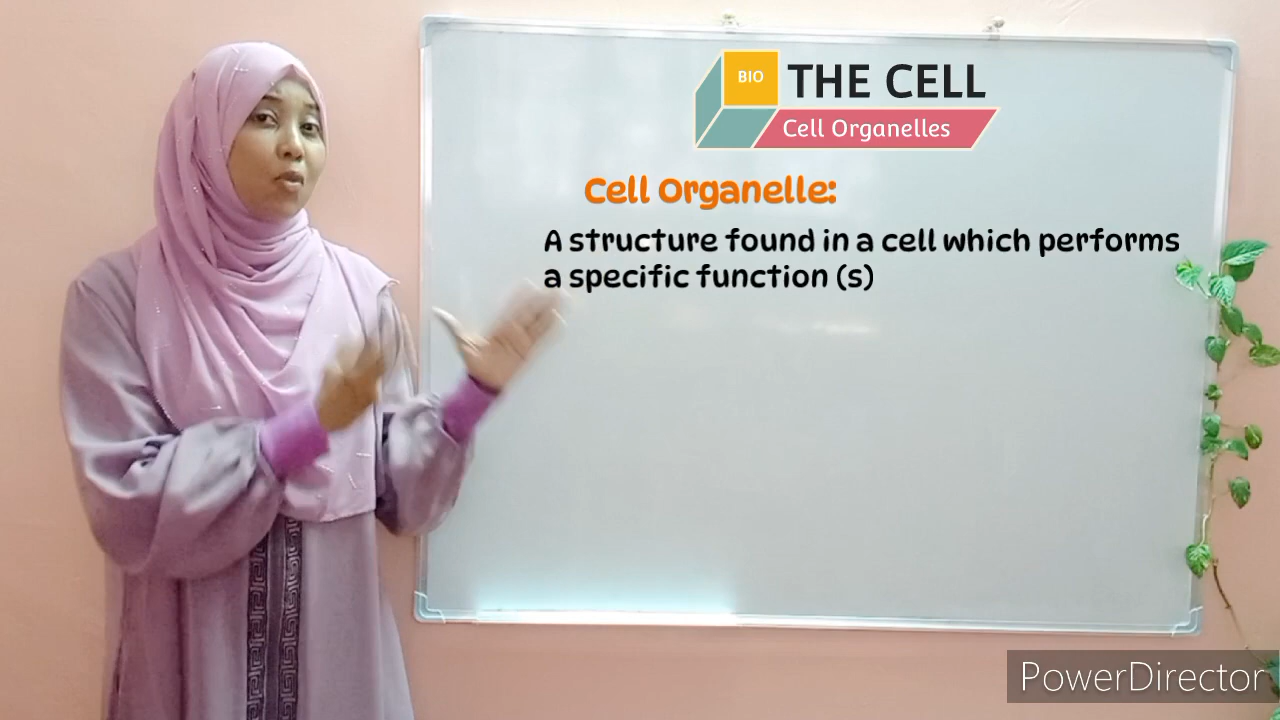 BIO
THE CELL
Cell Organelles
Cell Organelle:
A structure found in a cell which performs
a specific function (s)
PowerDirector